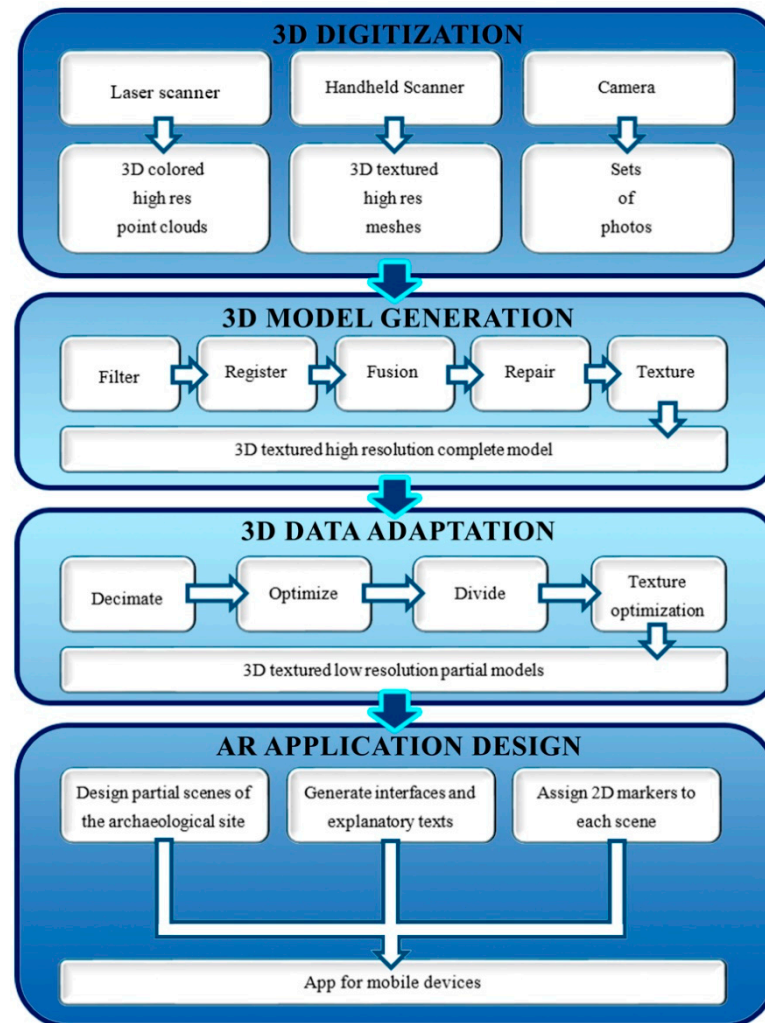 3D DIGITIZATION
Laser scanner
Handheld Scanner
Camera
3D colored
high res
point clouds
3D textured
high res
meshes
Sets
of
photos
3D MODEL GENERATION
Filter
Register
Fusion
Repair
Texture
3D textured high resolution complete model
3D DATA ADAPTATION
Decimate
Optimize
Divide
Texture
optimization
3D textured low resolution partial models
AR APPLICATION DESIGN
Design partial scenes of
the archaeological site
Generate interfaces and
explanatory texts
Assign 2D markers to
each scene
App for mobile devices